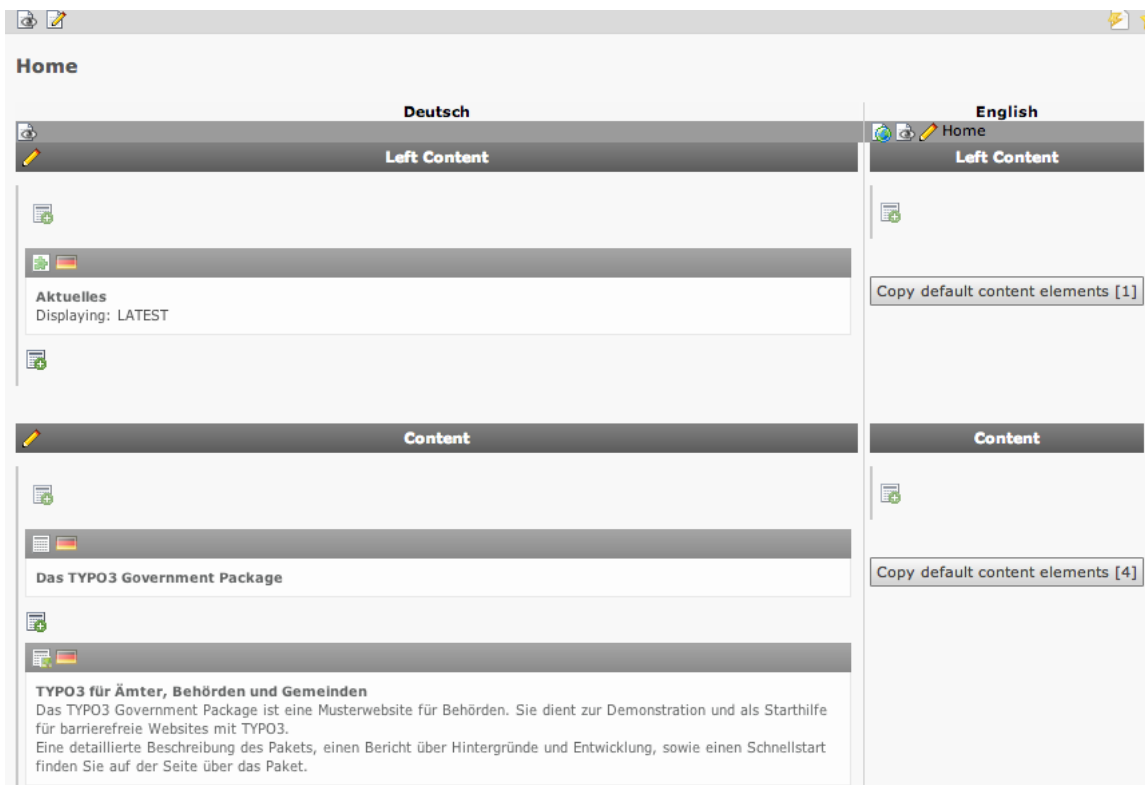 Home
Deutsch
English
Home
Left Content
Left Content
Aktuelles
Displaying: LATEST
Copy default content elements [1]
Content
Content
Das TYPO3 Government Package
Copy default content elements [4]
TYPO3 für Ämter, Behörden und Gemeinden
Das TYPO3 Government Package ist eine Musterwebsite für Behörden. Sie dient zur Demonstration und als Starthilfe
für barrierefreie Websites mit TYPO3.
Eine detaillierte Beschreibung des Pakets, einen Bericht über Hintergründe und Entwicklung, sowie einen Schnellstart
finden Sie auf der Seite über das Paket.